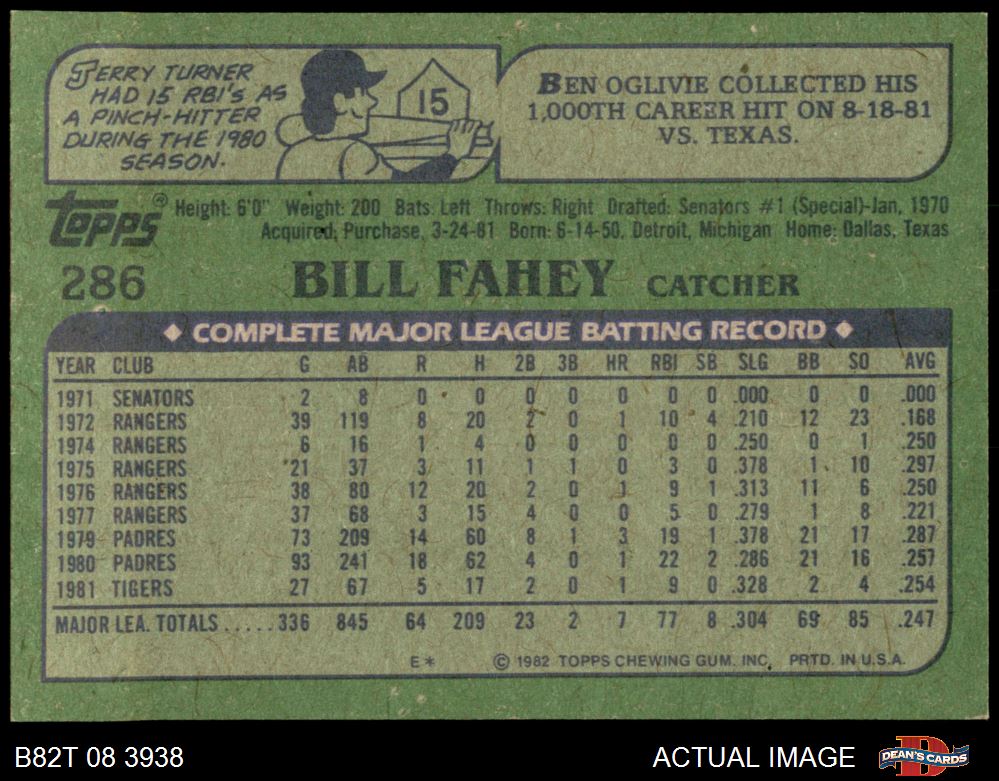 JERRY TURNER
HAD 15 RBI'S AS
A PINCH-HITTER
DURING THE 1980
SEASON.
15
BEN OGLIVIE COLLECTED HIS
1,000TH CAREER HIT ON 8-18-81
VS. TEXAS.
TOPPS®
Height: 6'0" Weight: 200 Bats: Left Throws: Right Drafted: Senators #1 (Special)-Jan, 1970
Acquired: Purchase, 3-24-81 Born: 6-14-50, Detroit, Michigan Home: Dallas, Texas
286 BILL FAHEY CATCHER
◆ COMPLETE MAJOR LEAGUE BATTING RECORD ◆
YEAR CLUB G AB R H 2B 3B HR RBI SB SLG BB SO AVG
1971 SENATORS 2 8 0 0 0 0 0 0 0 .000 0 0 .000
1972 RANGERS 39 119 8 20 2 0 1 10 4 .210 12 23 .168
1974 RANGERS 6 16 1 4 0 0 0 0 0 .250 0 1 .250
1975 RANGERS 21 37 3 11 1 1 0 3 0 .378 1 10 .297
1976 RANGERS 38 80 12 20 2 0 1 9 1 .313 11 6 .250
1977 RANGERS 37 68 3 15 4 0 0 5 0 .279 1 8 .221
1979 PADRES 73 209 14 60 8 1 3 19 1 .378 21 17 .287
1980 PADRES 93 241 18 62 4 0 1 22 2 .286 21 16 .257
1981 TIGERS 27 67 5 17 2 0 1 9 0 .328 2 4 .254
MAJOR LEA. TOTALS.....336 845 64 209 23 2 7 77 8 .304 69 85 .247
E* © 1982 TOPPS CHEWING GUM. INC. PRTD. IN U.S.A.
B82T 08 3938 ACTUAL IMAGE DEAN'S CARDS